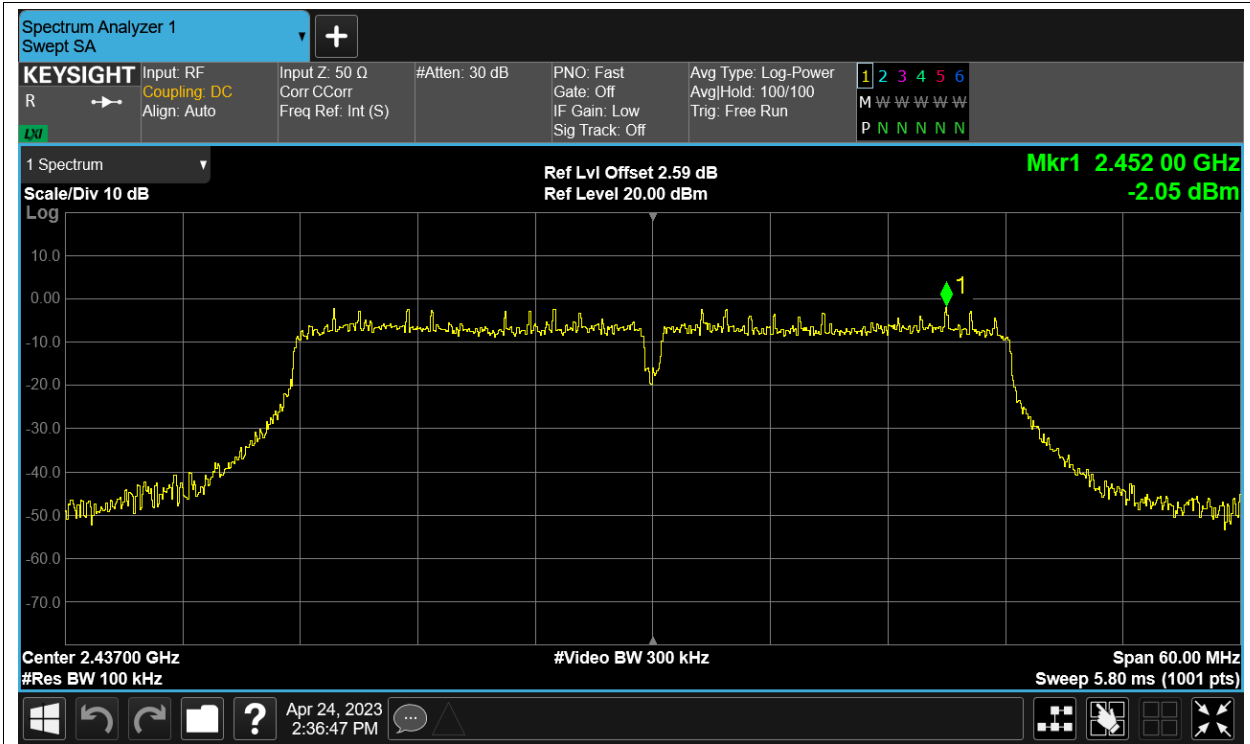 Spectrum Analyzer 1
Swept SA
KEYSIGHT
R
LXI
Input: RF
Coupling: DC
Align: Auto
Input Z: 50 Ω
Corr CCorr
Freq Ref: Int (S)
#Atten: 30 dB
PNO: Fast
Gate: Off
IF Gain: Low
Sig Track: Off
Avg Type: Log-Power
Avg|Hold: 100/100
Trig: Free Run
1 2 3 4 5 6
M W W W W W
P N N N N N
1 Spectrum
Scale/Div 10 dB
Log
Ref Lvl Offset 2.59 dB
Ref Level 20.00 dBm
Mkr1 2.452 00 GHz
-2.05 dBm
10.0
0.00
-10.0
-20.0
-30.0
-40.0
-50.0
-60.0
-70.0
1
Center 2.43700 GHz
#Res BW 100 kHz
#Video BW 300 kHz
Span 60.00 MHz
Sweep 5.80 ms (1001 pts)
?
Apr 24, 2023
2:36:47 PM